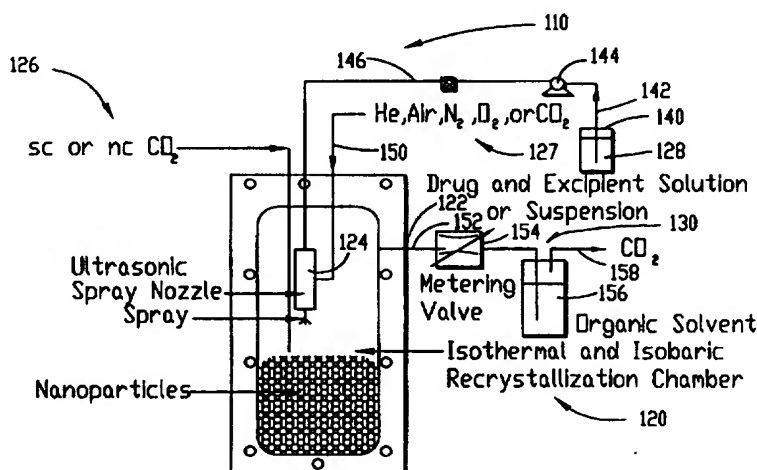 110
126
146
144
142
He,Air,N₂,O₂,orCO₂
140
sc or nc CO₂
150
127
128
Drug and Excipient Solution
or Suspension
122
152
154
130
124
CO₂
158
Ultrasonic
Spray Nozzle
Spray
Metering
Valve
156
Organic Solvent
Isothermal and Isobaric
Recrystallization Chamber
Nanoparticles
120